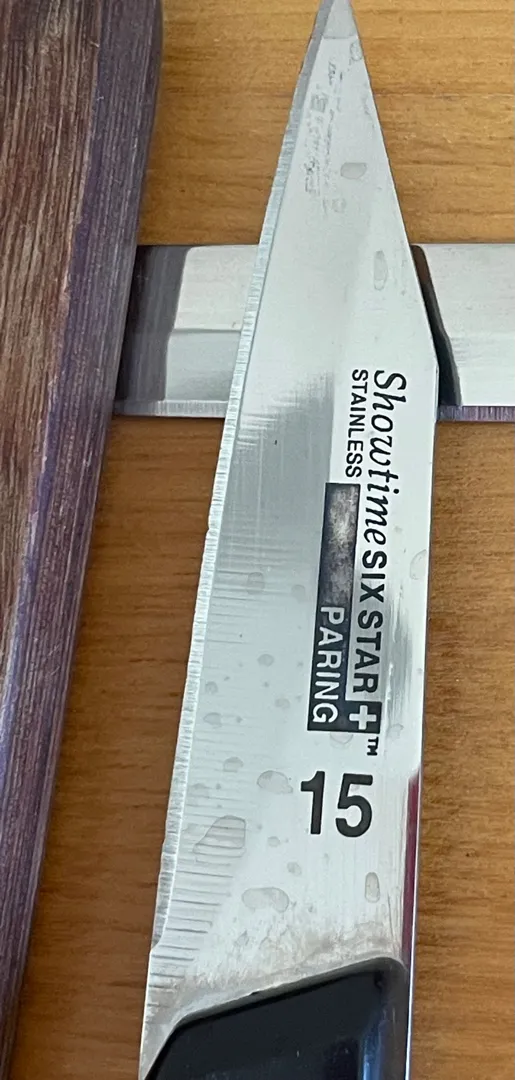 Showtime SIX STAR +™
STAINLESS
PARING
15